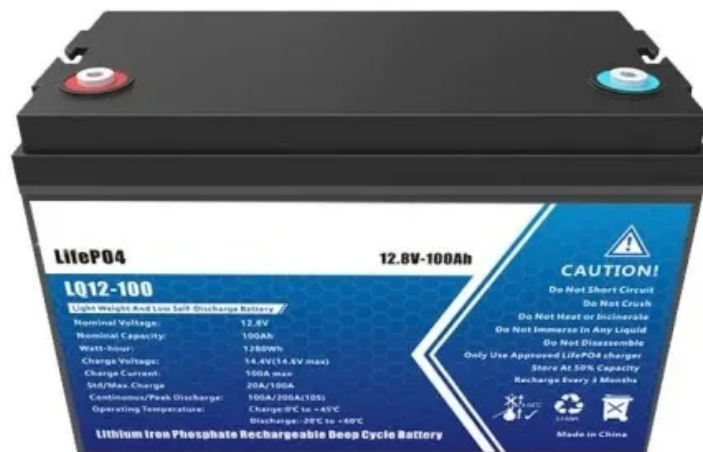 LifePO4
12.8V-100Ah
LQ12-100
Light Weight And Low Self-Discharge Battery
Nominal Voltage: 12.8V
Nominal Capacity: 100Ah
Watt-hour: 1280Wh
Charge Voltage: 14.4V(14.6V max)
Charge Current: 100A max
Std/Max.Charge 20A/100A
Continuous/Peak Discharge: 100A/200A(10S)
Operating Temperature: Charge:0℃ to +45℃
Discharge:-20℃ to +60℃
Lithium Iron Phosphate Rechargeable Deep Cycle Battery
CAUTION!
Do Not Short Circuit
Do Not Crush
Do Not Heat or Incinerate
Do Not Immerse In Any Liquid
Do Not Disassemble
Only Use Approved LifePO4 charger
Store At 50% Capacity
Recharge Every 3 Months
Made in China